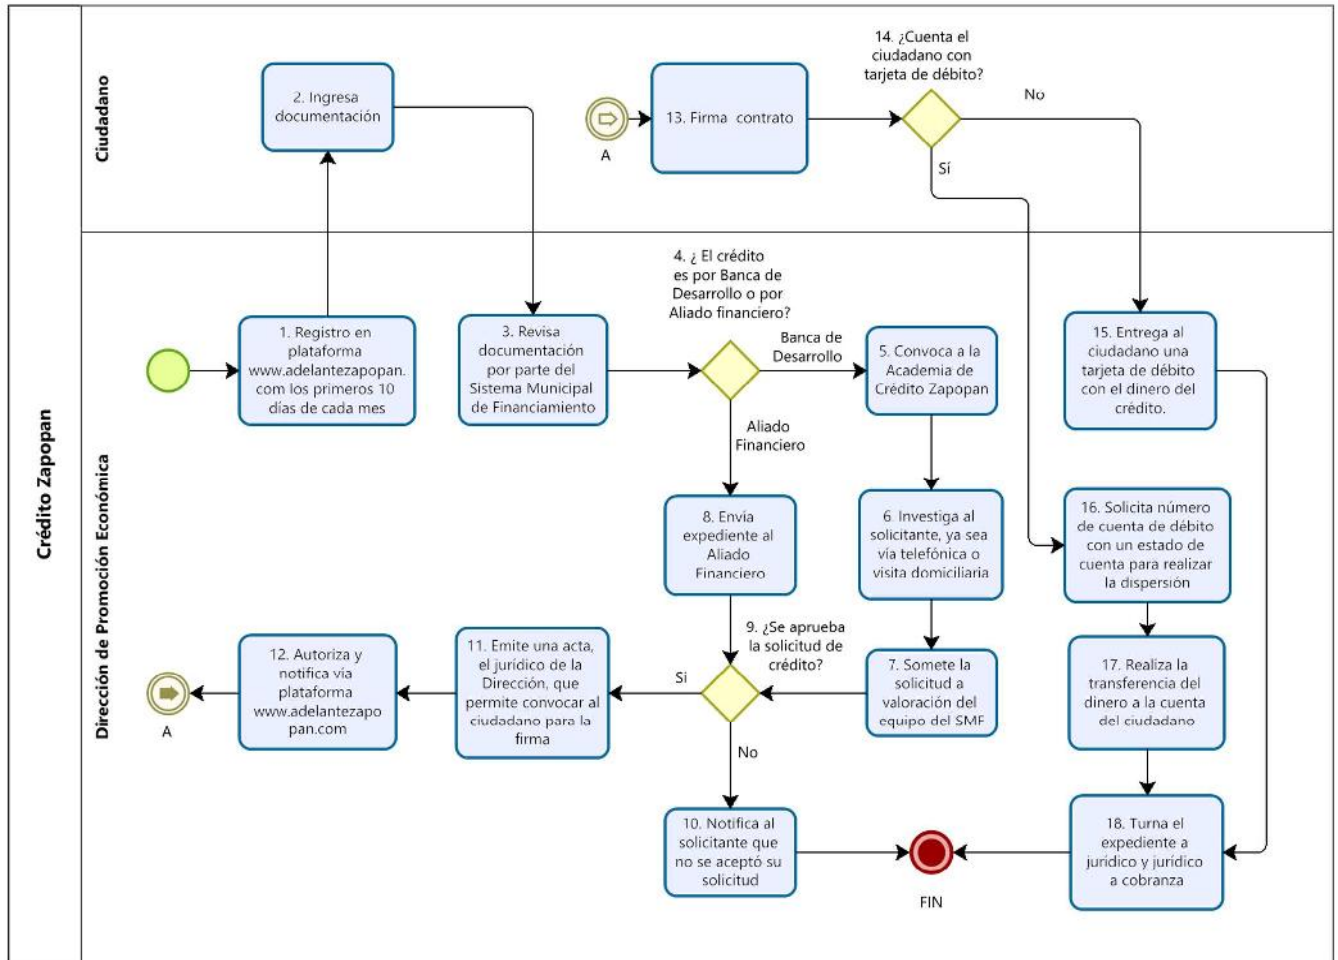 Crédito Zapopan
Ciudadano
2. Ingresa
documentación
A
13. Firma contrato
14. ¿Cuenta el
ciudadano con
tarjeta de débito?
No
Sí
Dirección de Promoción Económica
1. Registro en
plataforma
www.adelantezapopan.
com los primeros 10
días de cada mes
3. Revisa
documentación
por parte del
Sistema Municipal
de Financiamiento
4. ¿ El crédito
es por Banca de
Desarrollo o por
Aliado financiero?
Banca de
Desarrollo
Aliado
Financiero
5. Convoca a la
Academia de
Crédito Zapopan
6. Investiga al
solicitante, ya sea
vía telefónica o
visita domiciliaria
7. Somete la
solicitud a
valoración del
equipo del SMF
8. Envía
expediente al
Aliado
Financiero
9. ¿Se aprueba
la solicitud de
crédito?
Si
No
10. Notifica al
solicitante que
no se aceptó su
solicitud
11. Emite una acta,
el jurídico de la
Dirección, que
permite convocar al
ciudadano para la
firma
12. Autoriza y
notifica vía
plataforma
www.adelantezapo
pan.com
A
15. Entrega al
ciudadano una
tarjeta de débito
con el dinero del
crédito.
16. Solicita número
de cuenta de débito
con un estado de
cuenta para realizar
la dispersión
17. Realiza la
transferencia del
dinero a la cuenta
del ciudadano
18. Turna el
expediente a
jurídico y jurídico
a cobranza
FIN